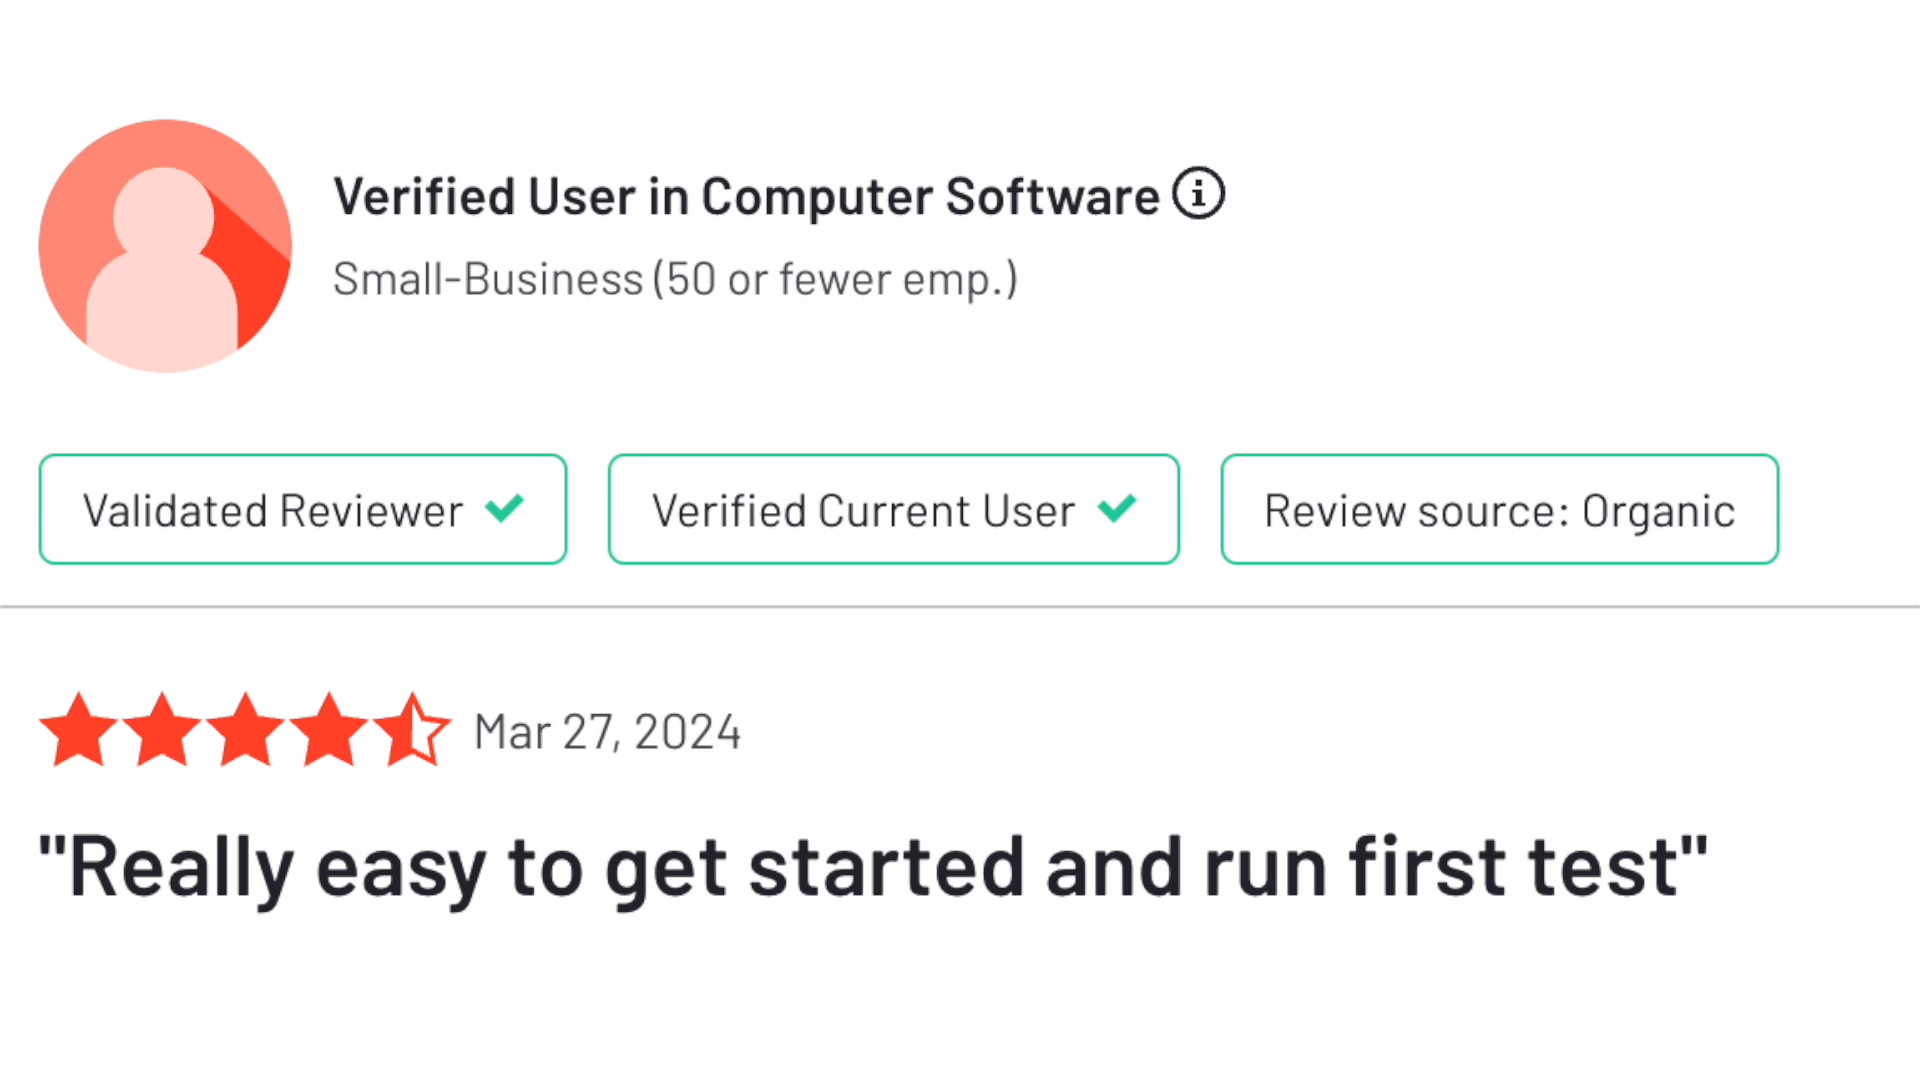 Verified User in Computer Software
Small-Business (50 or fewer emp.)
Validated Reviewer
Verified Current User
Review source: Organic
Mar 27, 2024
"Really easy to get started and run first test"